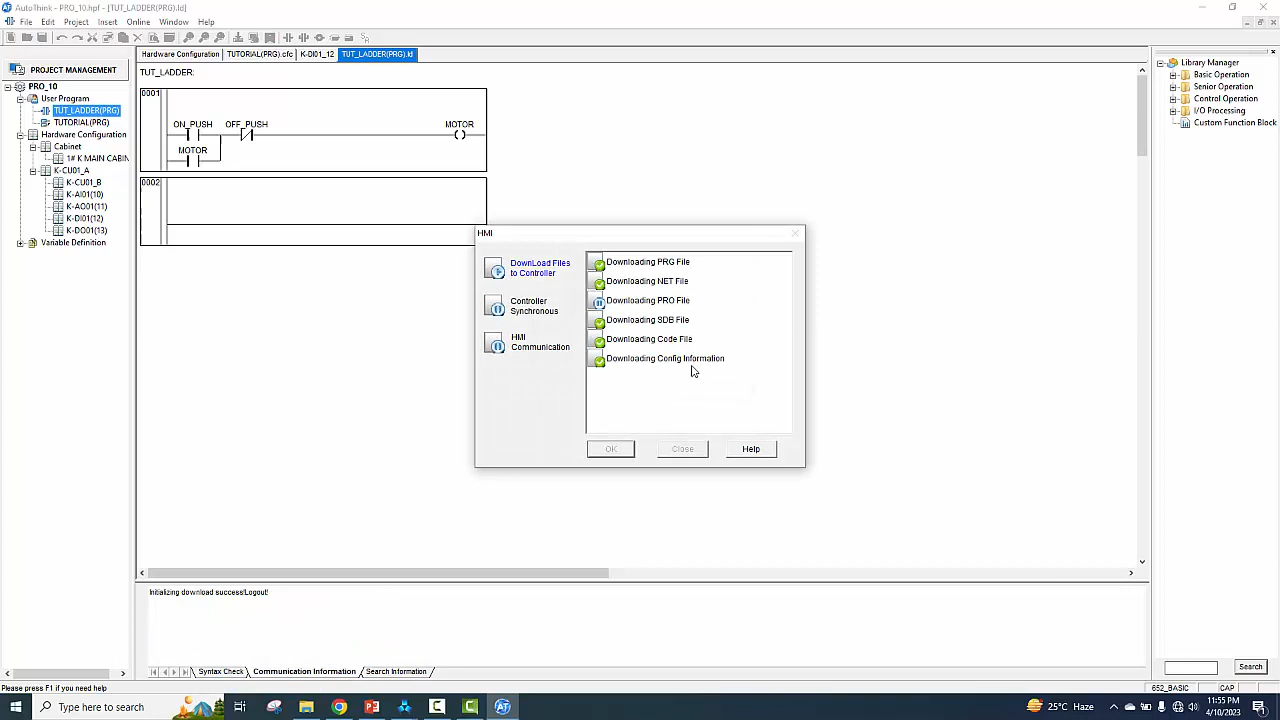 AutoThink - PRO_10.hpf - [TUT_LADDER(PRG).ld]
File Edit Project Insert Online Window Help
PROJECT MANAGEMENT
PRO_10
User Program
TUT_LADDER(PRG)
TUTORIAL(PRG)
Hardware Configuration
Cabinet
1# K MAIN CABIN
K-CU01_A
K-CU01_B
K-AI01(10)
K-AO01(11)
K-DI01(12)
K-DO01(13)
Variable Definition
Hardware Configuration TUTORIAL(PRG).cfc K-DI01_12 TUT_LADDER(PRG).ld
TUT_LADDER:
0001
ON_PUSH OFF_PUSH MOTOR
MOTOR
0002
HMI
DownLoad Files
to Controller
Controller
Synchronous
HMI
Communication
Downloading PRG File
Downloading NET File
Downloading PRO File
Downloading SDB File
Downloading Code File
Downloading Config Information
OK Close Help
Library Manager
Basic Operation
Senior Operation
Control Operation
I/O Processing
Custom Function Block
Search
Initializing download success!Logout!
Syntax Check Communication Information Search Information
Please press F1 if you need help
652_BASIC CAP
Type here to search
25°C Haze
11:55 PM
4/10/2023